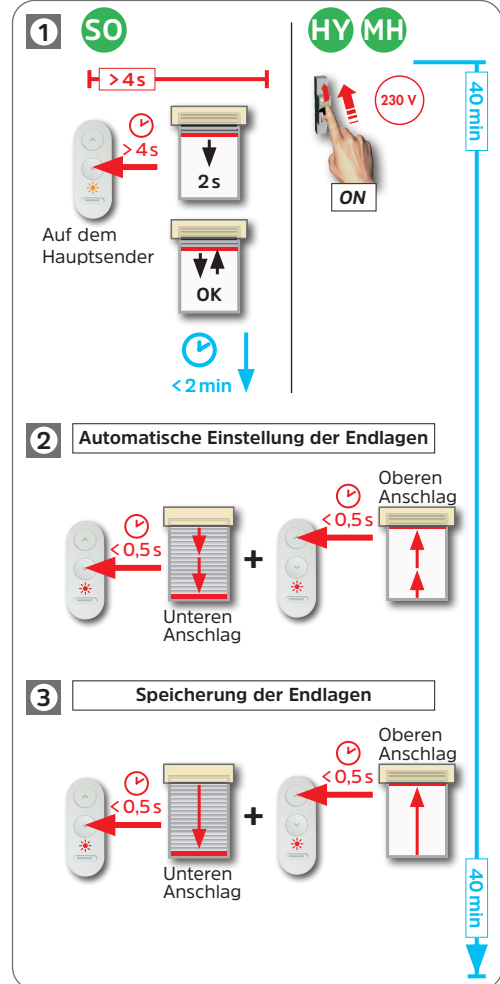 1 SO
> 4 s
> 4 s
2 s
Auf dem
Hauptsender
OK
< 2 min
HY MH
230 V
ON
40 min
2 Automatische Einstellung der Endlagen
< 0,5 s
Unteren
Anschlag
+
< 0,5 s
Oberen
Anschlag
3 Speicherung der Endlagen
< 0,5 s
Unteren
Anschlag
+
< 0,5 s
Oberen
Anschlag
40 min